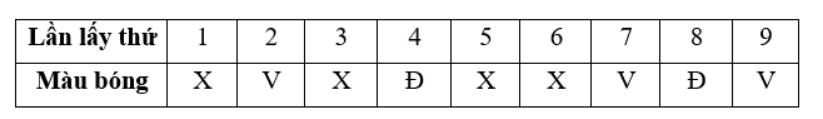 Lần lấy thứ 1 2 3 4 5 6 7 8 9
Màu bóng X V X Đ X X V Đ V